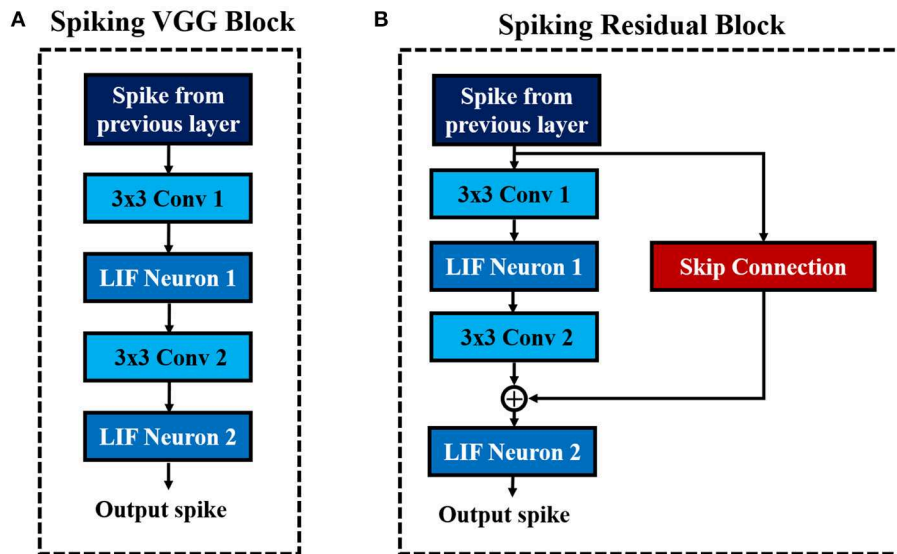 A
Spiking VGG Block
Spike from
previous layer
3x3 Conv 1
LIF Neuron 1
3x3 Conv 2
LIF Neuron 2
Output spike
B
Spiking Residual Block
Spike from
previous layer
3x3 Conv 1
LIF Neuron 1
Skip Connection
3x3 Conv 2
+
LIF Neuron 2
Output spike